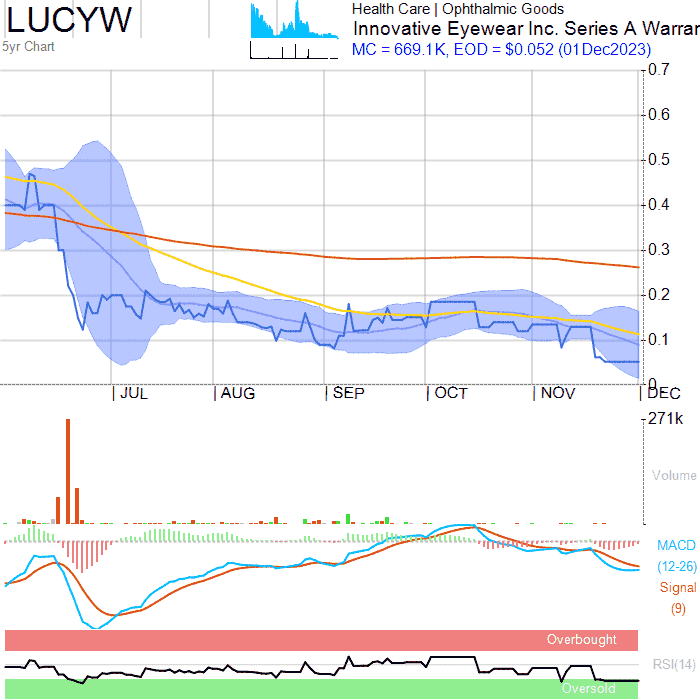 LUCYW
5yr Chart
Health Care | Ophthalmic Goods
Innovative Eyewear Inc. Series A Warrar
MC = 669.1K, EOD = $0.052 (01Dec2023)
0.7
0.6
0.5
0.4
0.3
0.2
0.1
0
JUL AUG SEP OCT NOV DEC
271k
Volume
MACD
(12-26)
Signal
(9)
Overbought
RSI(14)
Oversold